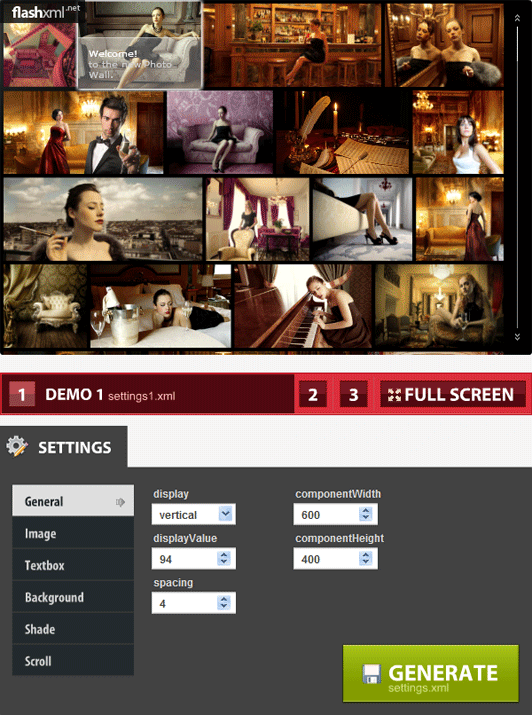 flashxml.net
Welcome!
to the new Photo
Wall.
1 DEMO 1 settings1.xml 2 3 FULL SCREEN
SETTINGS
General
Image
Textbox
Background
Shade
Scroll
display
vertical
displayValue
94
spacing
4
componentWidth
600
componentHeight
400
GENERATE
settings.xml